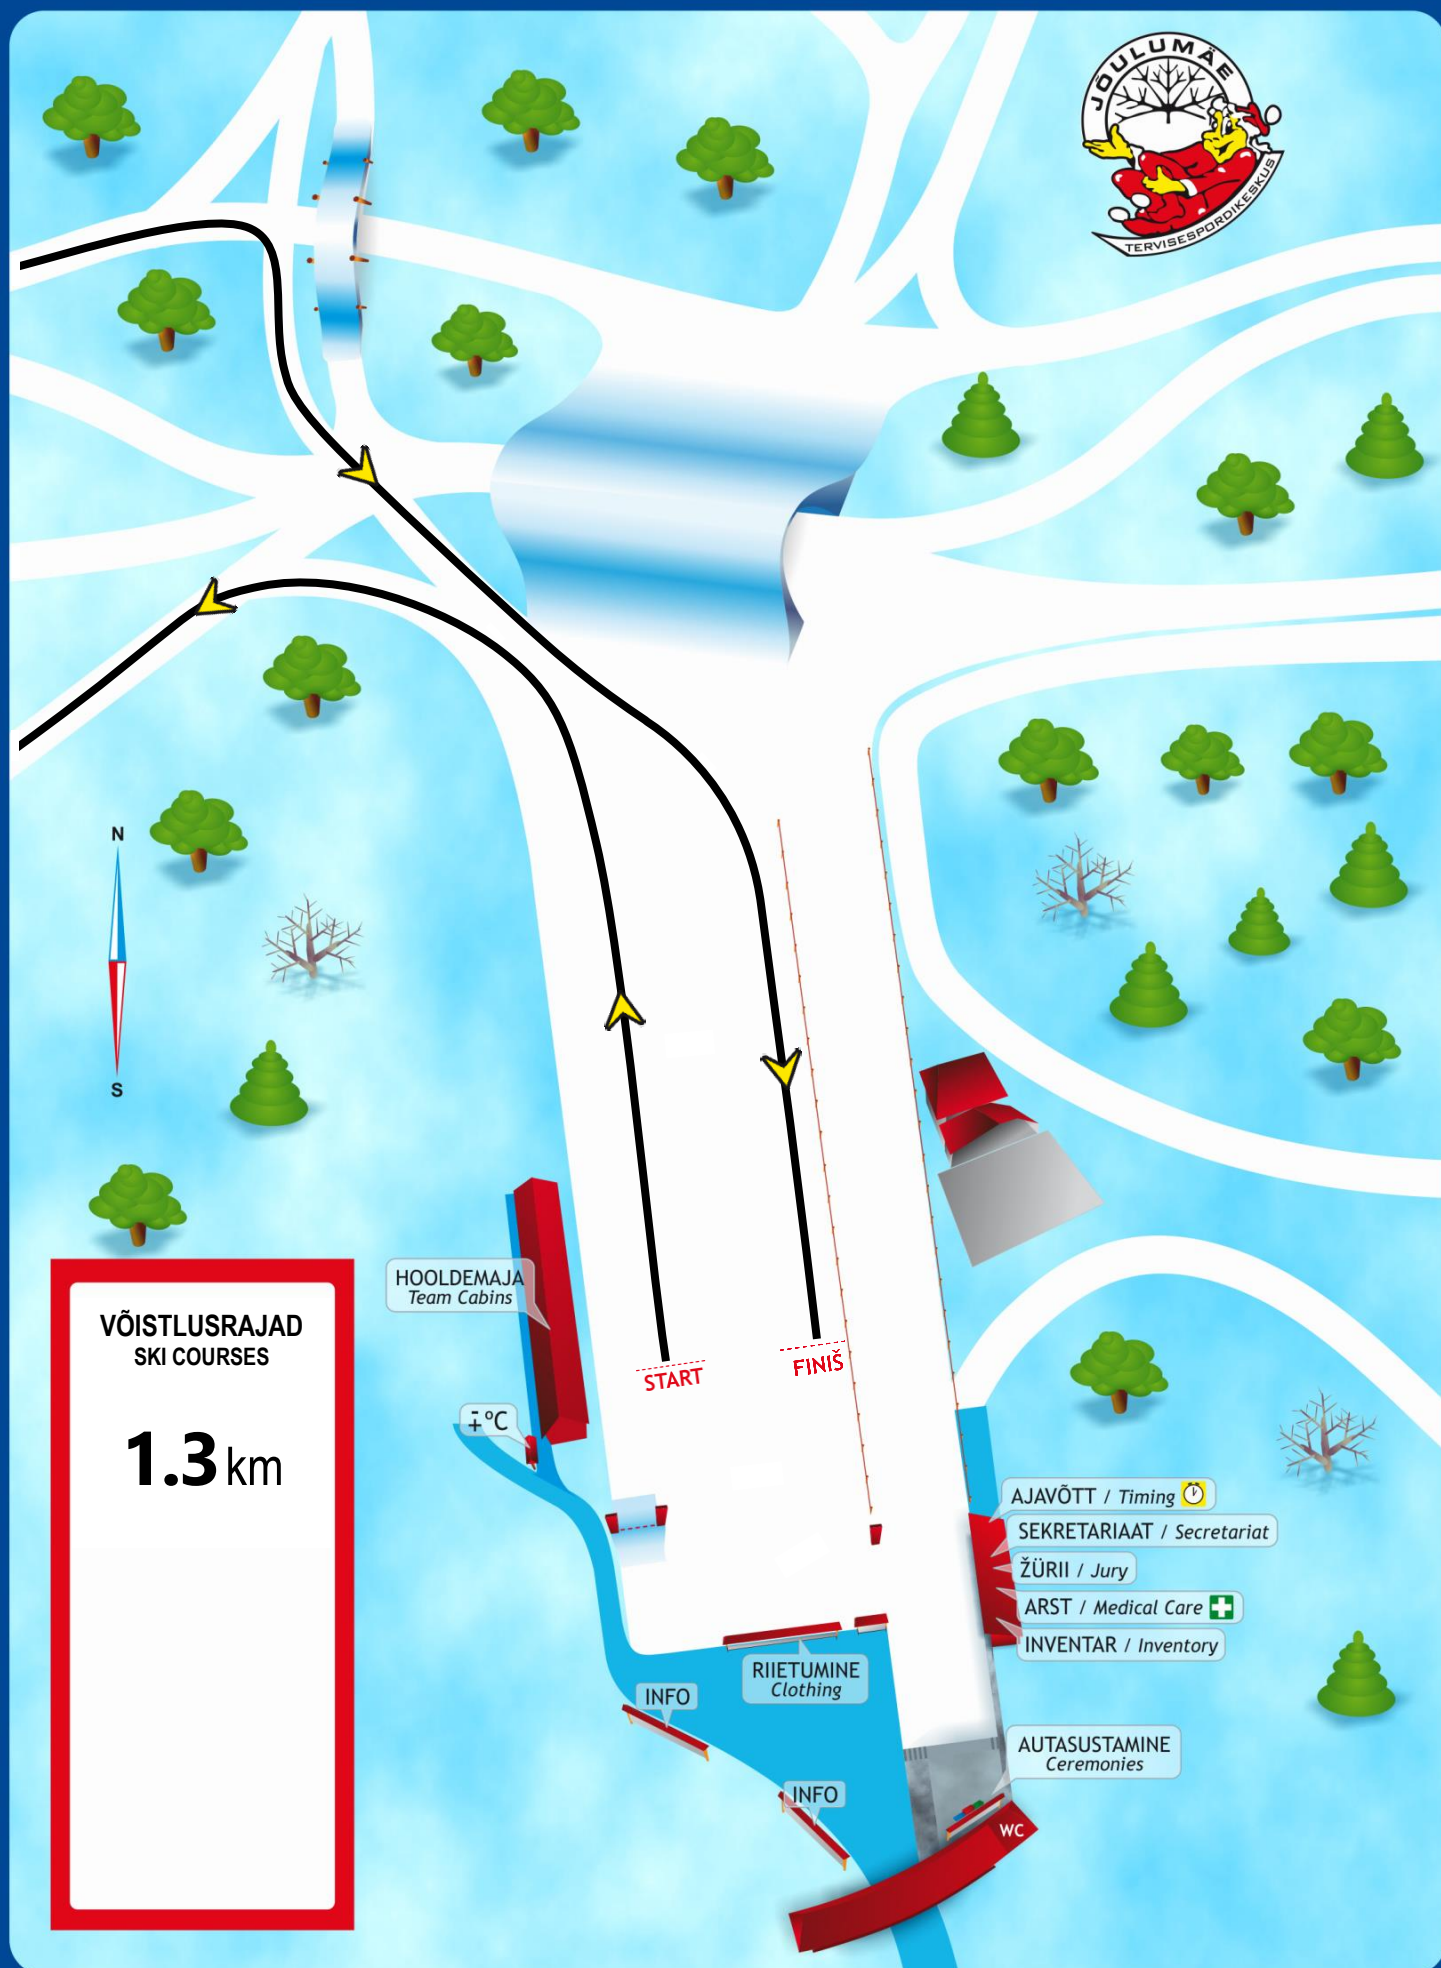 JÕULUMÄE
TERVISESPORDIKESKUS
N
S
HOOLDEMAJA
Team Cabins
VÕISTLUSRAJAD
SKI COURSES
1.3 km
START
FINIŠ
∓°C
AJAVÕTT / Timing
SEKRETARIAAT / Secretariat
ŽÜRII / Jury
ARST / Medical Care
INVENTAR / Inventory
RIIETUMINE
Clothing
INFO
AUTASUSTAMINE
Ceremonies
INFO
WC